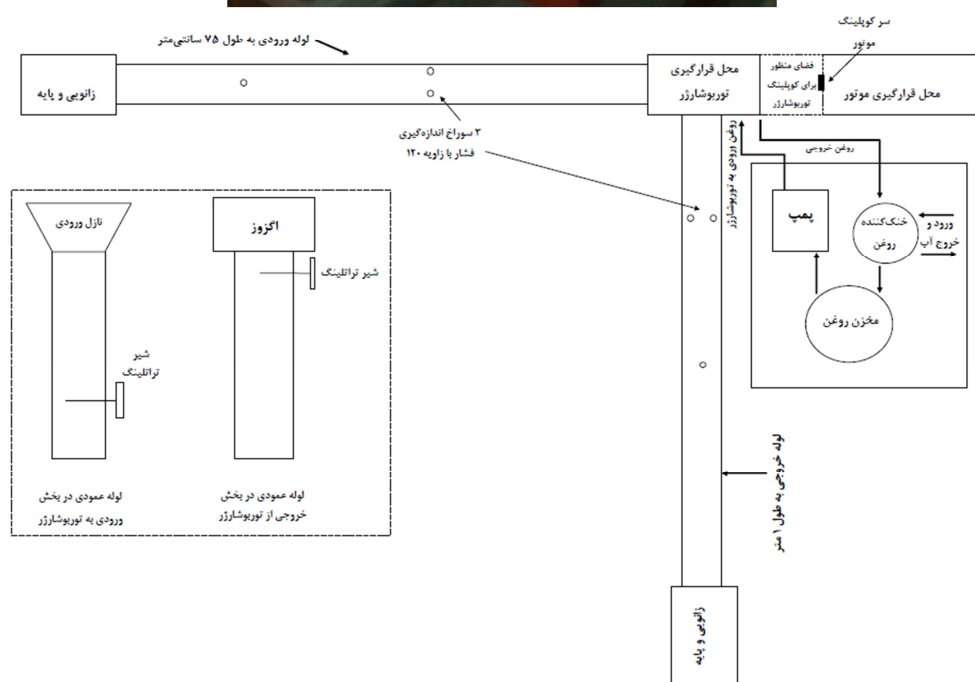 سر کوپلینگ
موتور
لوله ورودی به طول ۷۵ سانتی‌متر
زانویی و پایه
محل قرارگیری
توربوشارژر
فضای منظور
برای کوپلینگ
توربوشارژر
محل قرارگیری موتور
۳ سوراخ اندازه‌گیری
فشار با زاویه ۱۲۰
روغن ورودی به توربوشارژر
روغن خروجی
پمپ
خنک‌کننده
روغن
ورود و
خروج آب
مخزن روغن
نازل ورودی
اگزوز
شیر تراتلینگ
شیر
تراتلینگ
لوله عمودی در بخش
ورودی به توربوشارژر
لوله عمودی در بخش
خروجی از توربوشارژر
لوله خروجی به طول ۱ متر
زانویی و پایه